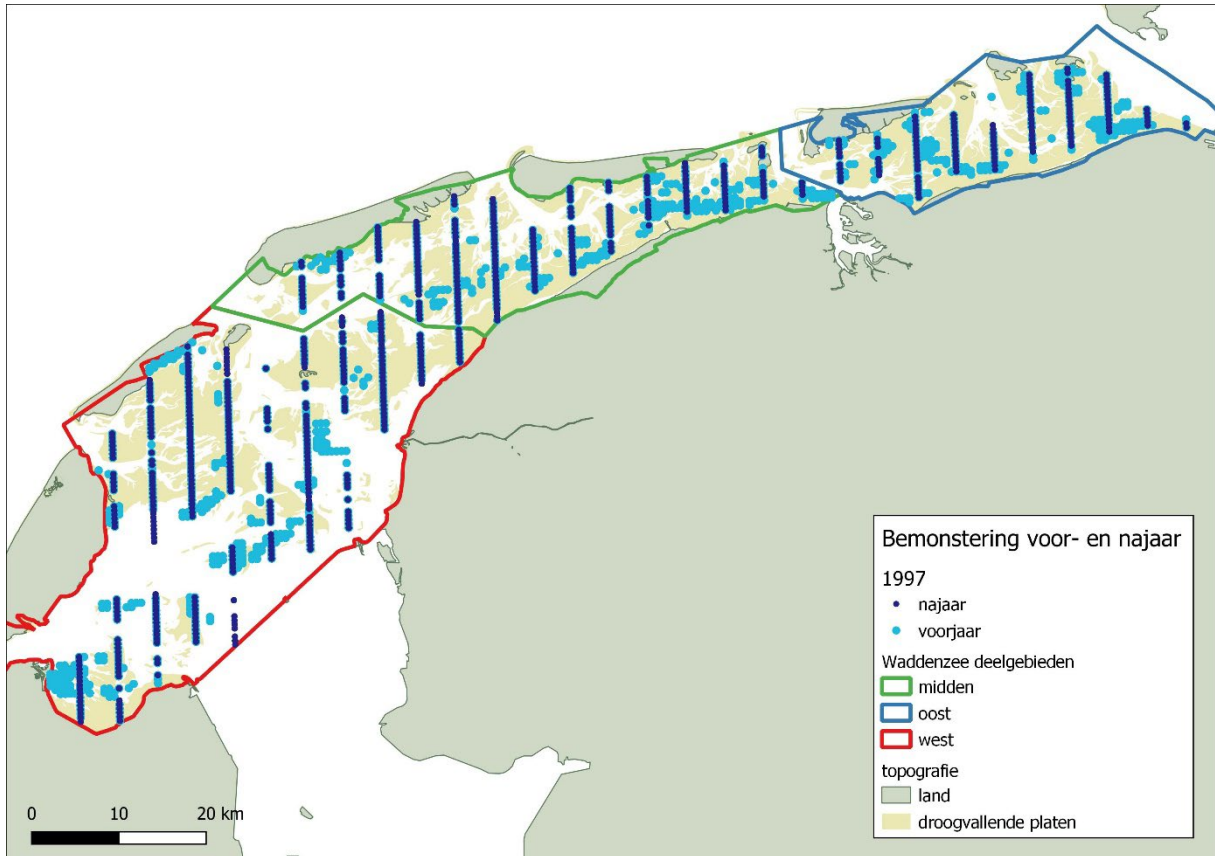 Bemonstering voor- en najaar
1997
najaar
voorjaar
Waddenzee deelgebieden
midden
oost
west
topografie
land
droogvallende platen
0 10 20 km